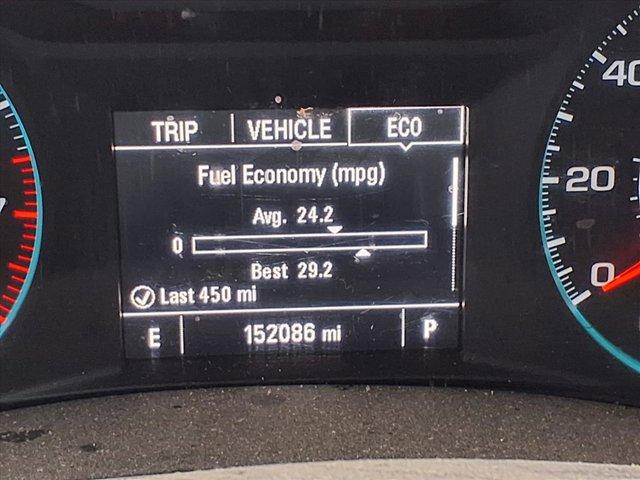 TRIP VEHICLE ECO
Fuel Economy (mpg)
Avg. 24.2
0
Best 29.2
Last 450 mi
E 152086 mi P
40
20
0
7